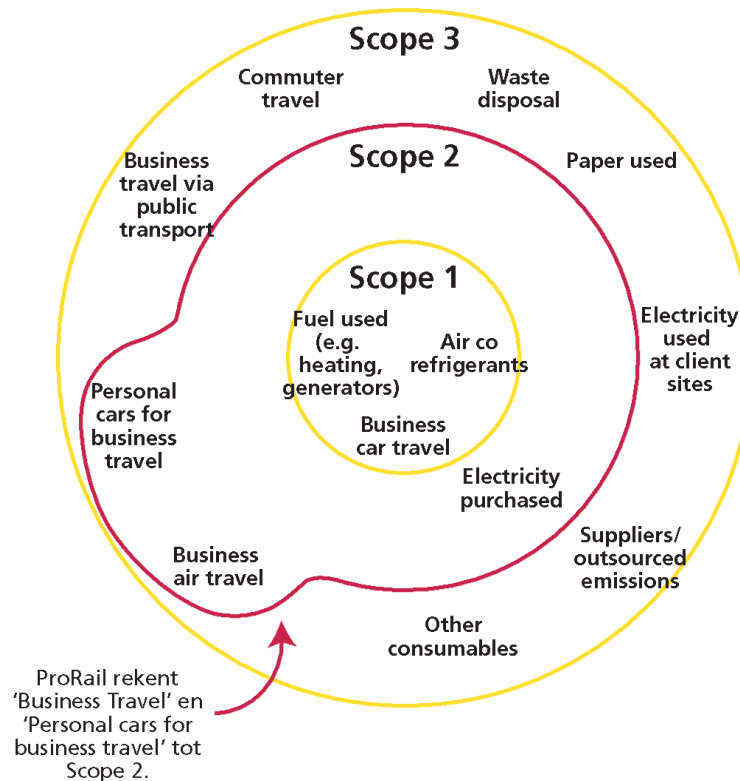 Scope 3
Commuter
travel
Waste
disposal
Business
travel via
public
transport
Scope 2
Paper used
Scope 1
Fuel used
(e.g.
heating,
generators)
Air co
refrigerants
Business
car travel
Electricity
used
at client
sites
Personal
cars for
business
travel
Electricity
purchased
Business
air travel
Suppliers/
outsourced
emissions
Other
consumables
ProRail rekent
‘Business Travel’ en
‘Personal cars for
business travel’ tot
Scope 2.